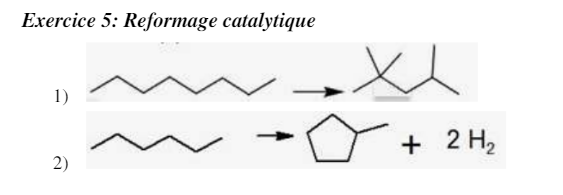 Exercice 5: Reformage catalytique
1)
+ 2 H₂
2)